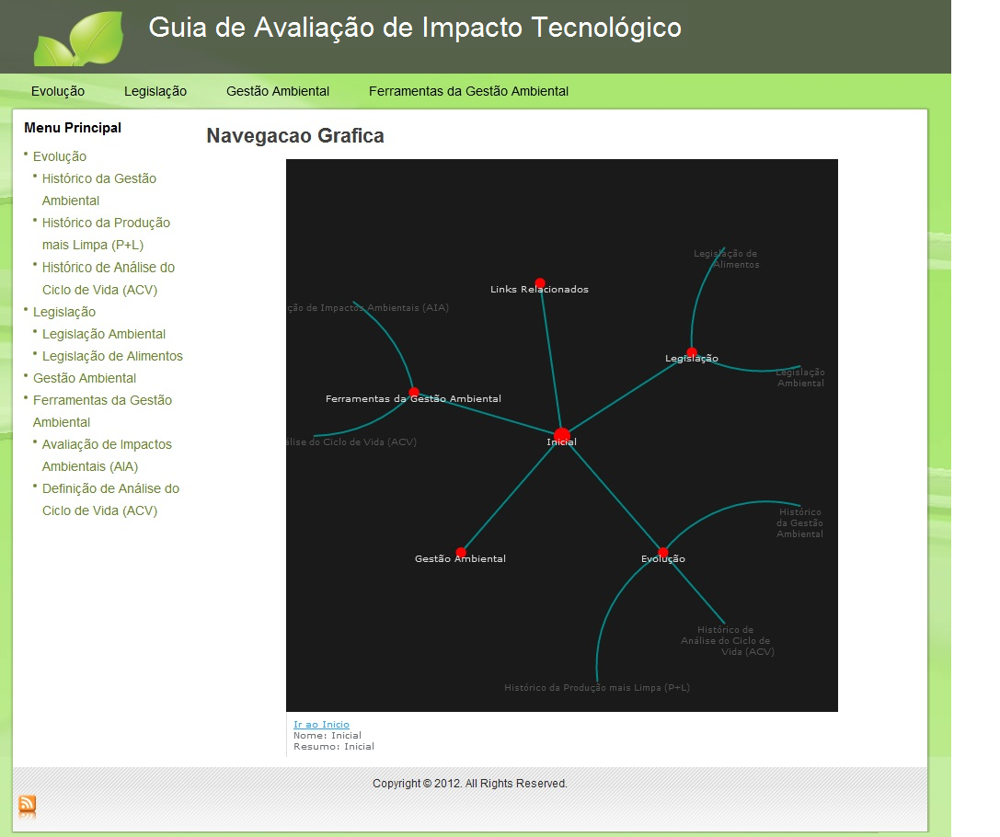 Guia de Avaliação de Impacto Tecnológico
Evolução
Legislação
Gestão Ambiental
Ferramentas da Gestão Ambiental
Menu Principal
Evolução
Histórico da Gestão
Ambiental
Histórico da Produção
mais Limpa (P+L)
Histórico de Análise do
Ciclo de Vida (ACV)
Legislação
Legislação Ambiental
Legislação de Alimentos
Gestão Ambiental
Ferramentas da Gestão
Ambiental
Avaliação de Impactos
Ambientais (AIA)
Definição de Análise do
Ciclo de Vida (ACV)
Navegacao Grafica
Legislação de
Alimentos
Links Relacionados
ção de Impactos Ambientais (AIA)
Legislação
Legislação
Ambiental
Ferramentas da Gestão Ambiental
álise do Ciclo de Vida (ACV)
Inicial
Histórico
da Gestão
Ambiental
Gestão Ambiental
Evolução
Histórico de
Análise do Ciclo de
Vida (ACV)
Histórico da Produção mais Limpa (P+L)
Ir ao Inicio
Nome: Inicial
Resumo: Inicial
Copyright © 2012. All Rights Reserved.